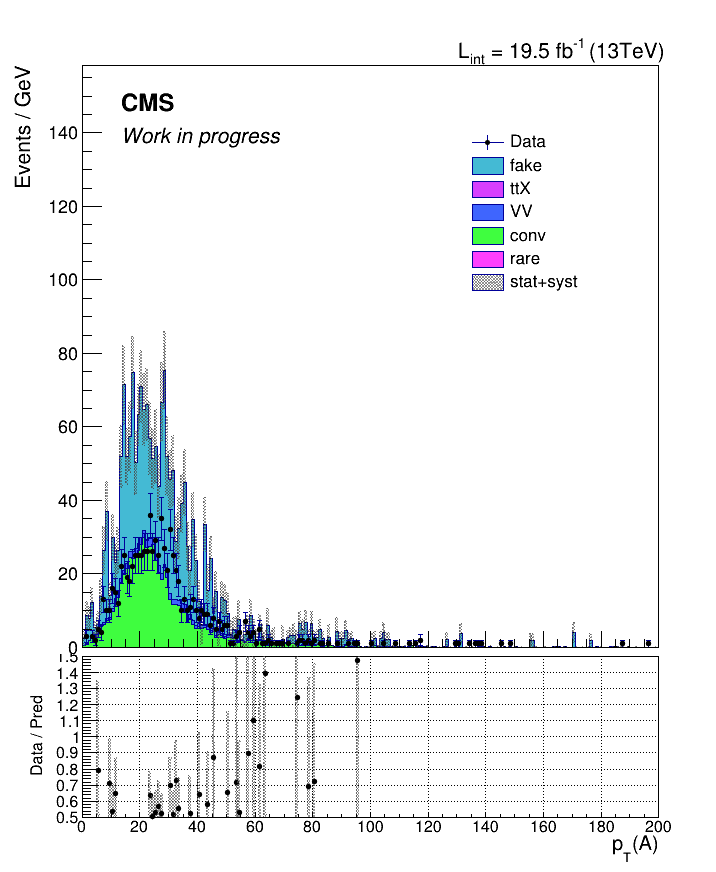 L_int = 19.5 fb^-1 (13TeV)
Events / GeV
CMS
Work in progress
Data
fake
ttX
VV
conv
rare
stat+syst
140
120
100
80
60
40
20
0
Data / Pred
1.5
1.4
1.3
1.2
1.1
1
0.9
0.8
0.7
0.6
0.5
0 20 40 60 80 100 120 140 160 180 200
p_T(A)